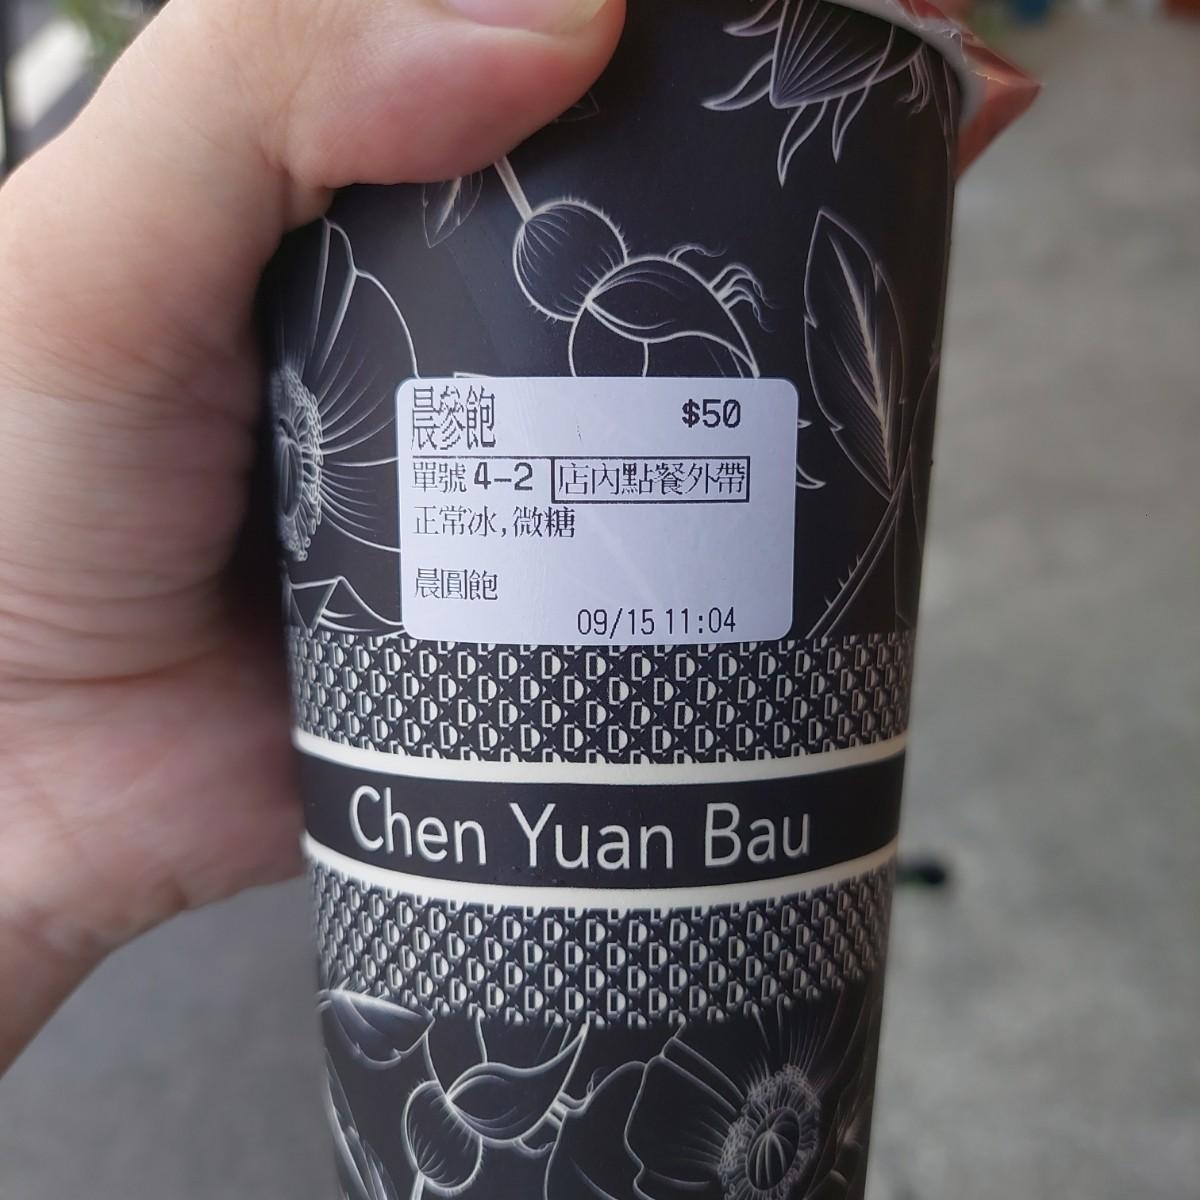 晨參飽 $50
單號 4-2 店內點餐外帶
正常冰,微糖
晨圓飽
09/15 11:04
Chen Yuan Bau